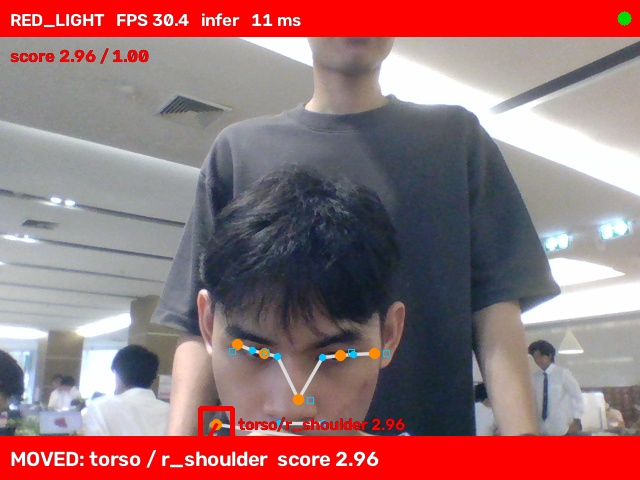 RED_LIGHT FPS 30.4 infer 11 ms
score 2.96 / 1.00
torso/r_shoulder 2.96
MOVED: torso / r_shoulder score 2.96